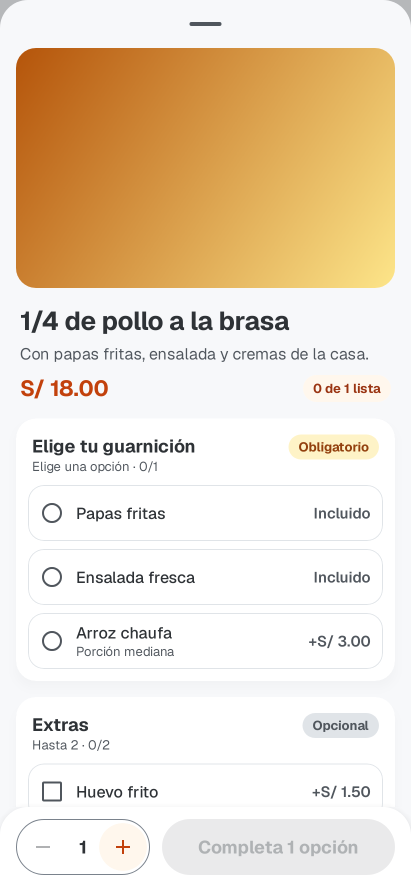 1/4 de pollo a la brasa
Con papas fritas, ensalada y cremas de la casa.
S/ 18.00
0 de 1 lista
Elige tu guarnición
Obligatorio
Elige una opción · 0/1
Papas fritas
Incluido
Ensalada fresca
Incluido
Arroz chaufa
Porción mediana
+S/ 3.00
Extras
Opcional
Hasta 2 · 0/2
Huevo frito
+S/ 1.50
1
Completa 1 opción